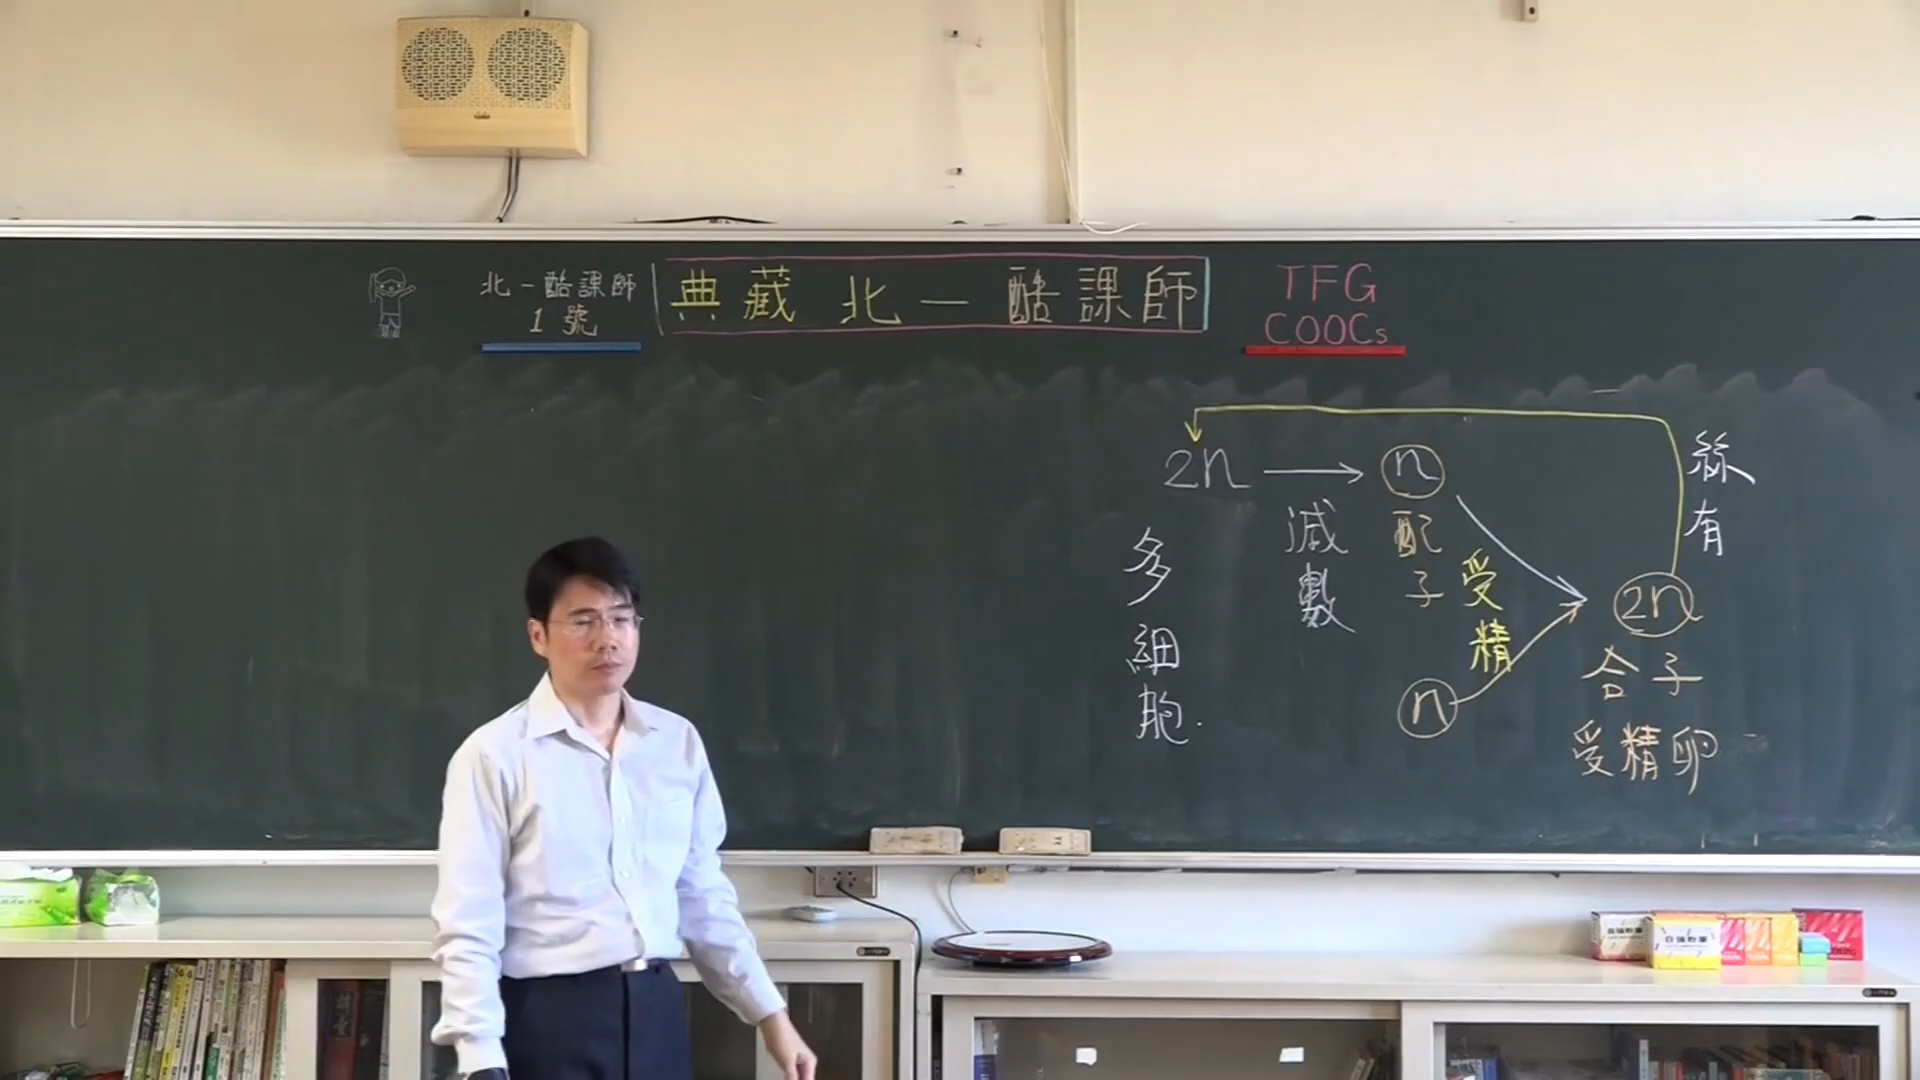 北一酷課師
1號
典藏 北一酷課師
TFG
COOCs
2n
n
減數
配子
多細胞.
受精
n
2n
絲有
合子
受精卵